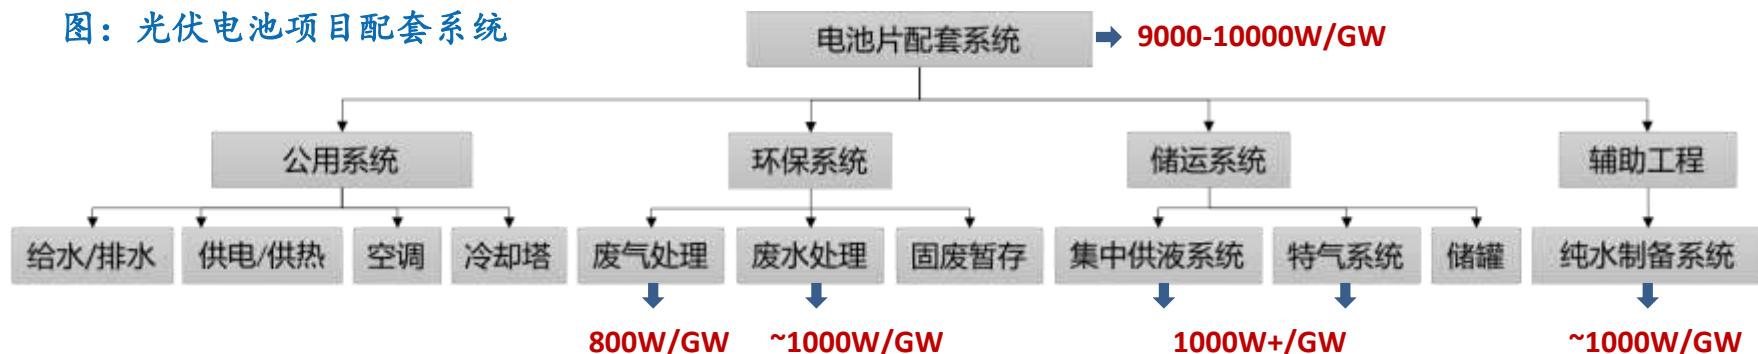 图：光伏电池项目配套系统
电池片配套系统
9000-10000W/GW
公用系统
环保系统
储运系统
辅助工程
给水/排水
供电/供热
空调
冷却塔
废气处理
废水处理
固废暂存
集中供液系统
特气系统
储罐
纯水制备系统
800W/GW
~1000W/GW
1000W+/GW
~1000W/GW